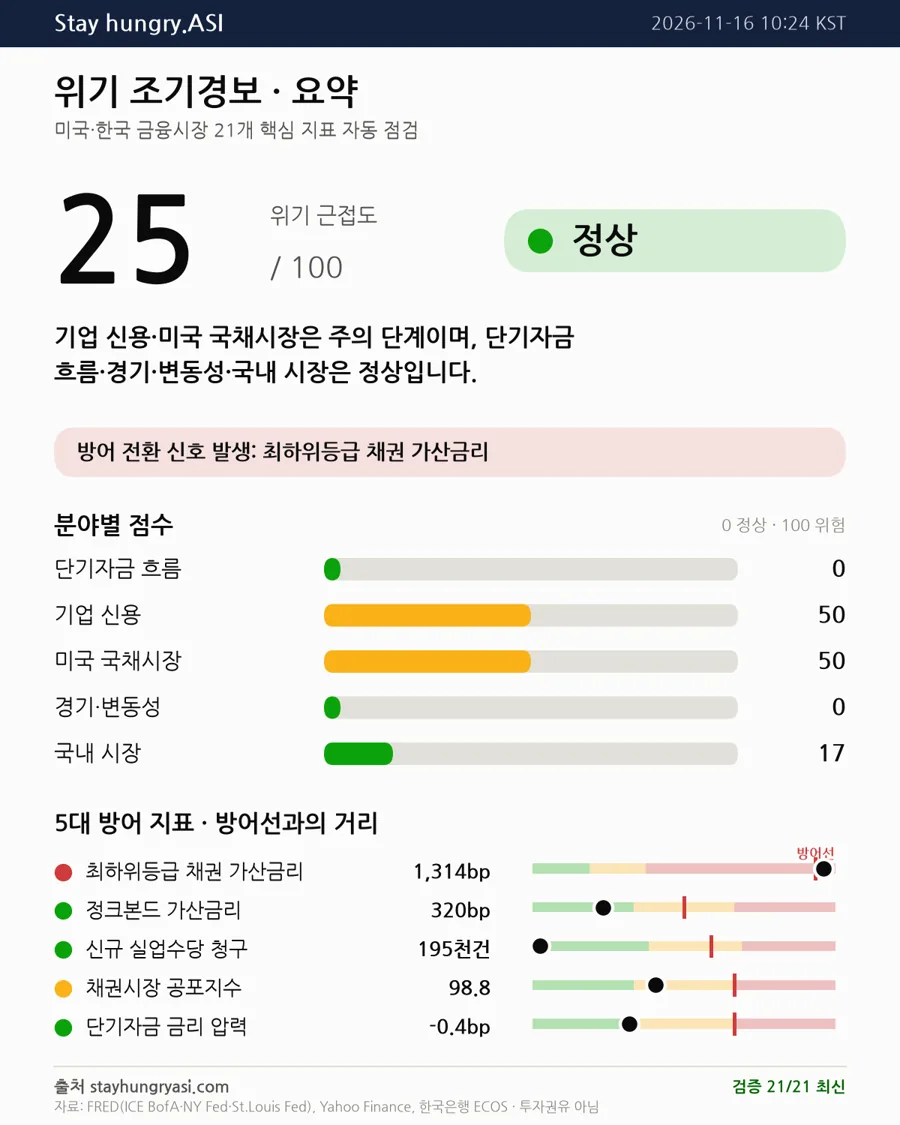 Stay hungry.ASI
2026-11-16 10:24 KST
위기 조기경보 · 요약
미국·한국 금융시장 21개 핵심 지표 자동 점검
25
위기 근접도
/ 100
정상
기업 신용·미국 국채시장은 주의 단계이며, 단기자금
흐름·경기·변동성·국내 시장은 정상입니다.
방어 전환 신호 발생: 최하위등급 채권 가산금리
분야별 점수
0 정상 · 100 위험
단기자금 흐름 0
기업 신용 50
미국 국채시장 50
경기·변동성 0
국내 시장 17
5대 방어 지표 · 방어선과의 거리
방어선
최하위등급 채권 가산금리 1,314bp
정크본드 가산금리 320bp
신규 실업수당 청구 195천건
채권시장 공포지수 98.8
단기자금 금리 압력 -0.4bp
출처 stayhungryasi.com
검증 21/21 최신
자료: FRED(ICE BofA·NY Fed·St.Louis Fed), Yahoo Finance, 한국은행 ECOS · 투자권유 아님